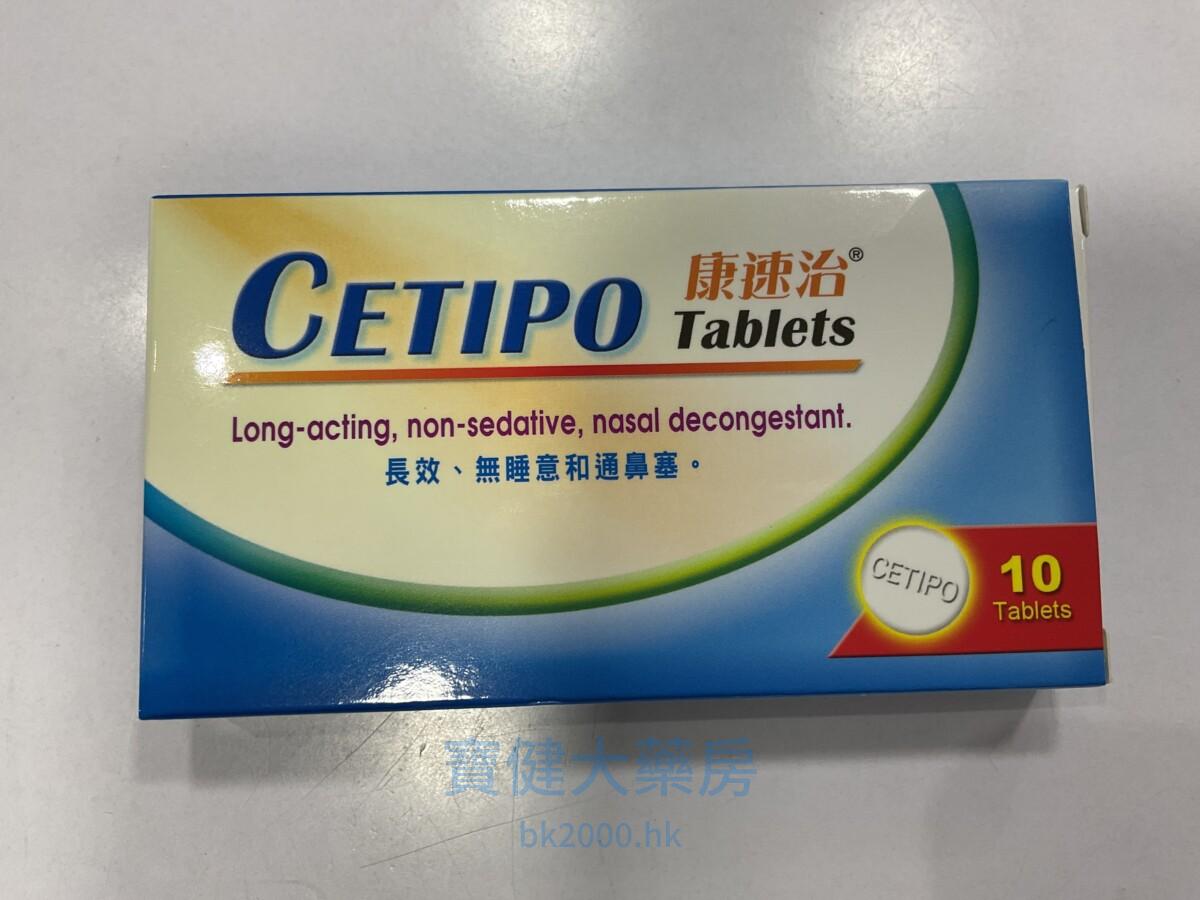 CETIPO 康速治®
Tablets
Long-acting, non-sedative, nasal decongestant.
長效、無睡意和通鼻塞。
CETIPO
10
Tablets
寶健大藥房
bk2000.hk